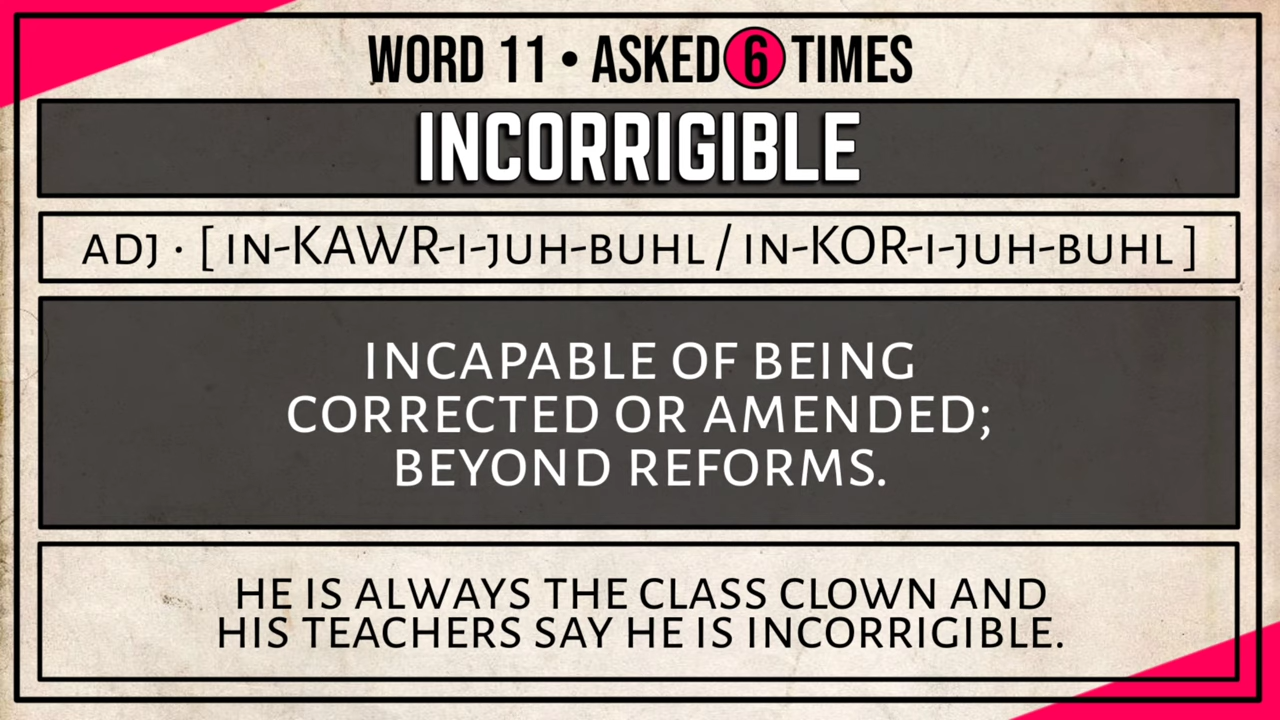 WORD 11 • ASKED 6 TIMES
INCORRIGIBLE
ADJ · [ IN-KAWR-I-JUH-BUHL / IN-KOR-I-JUH-BUHL ]
INCAPABLE OF BEING
CORRECTED OR AMENDED;
BEYOND REFORMS.
HE IS ALWAYS THE CLASS CLOWN AND
HIS TEACHERS SAY HE IS INCORRIGIBLE.